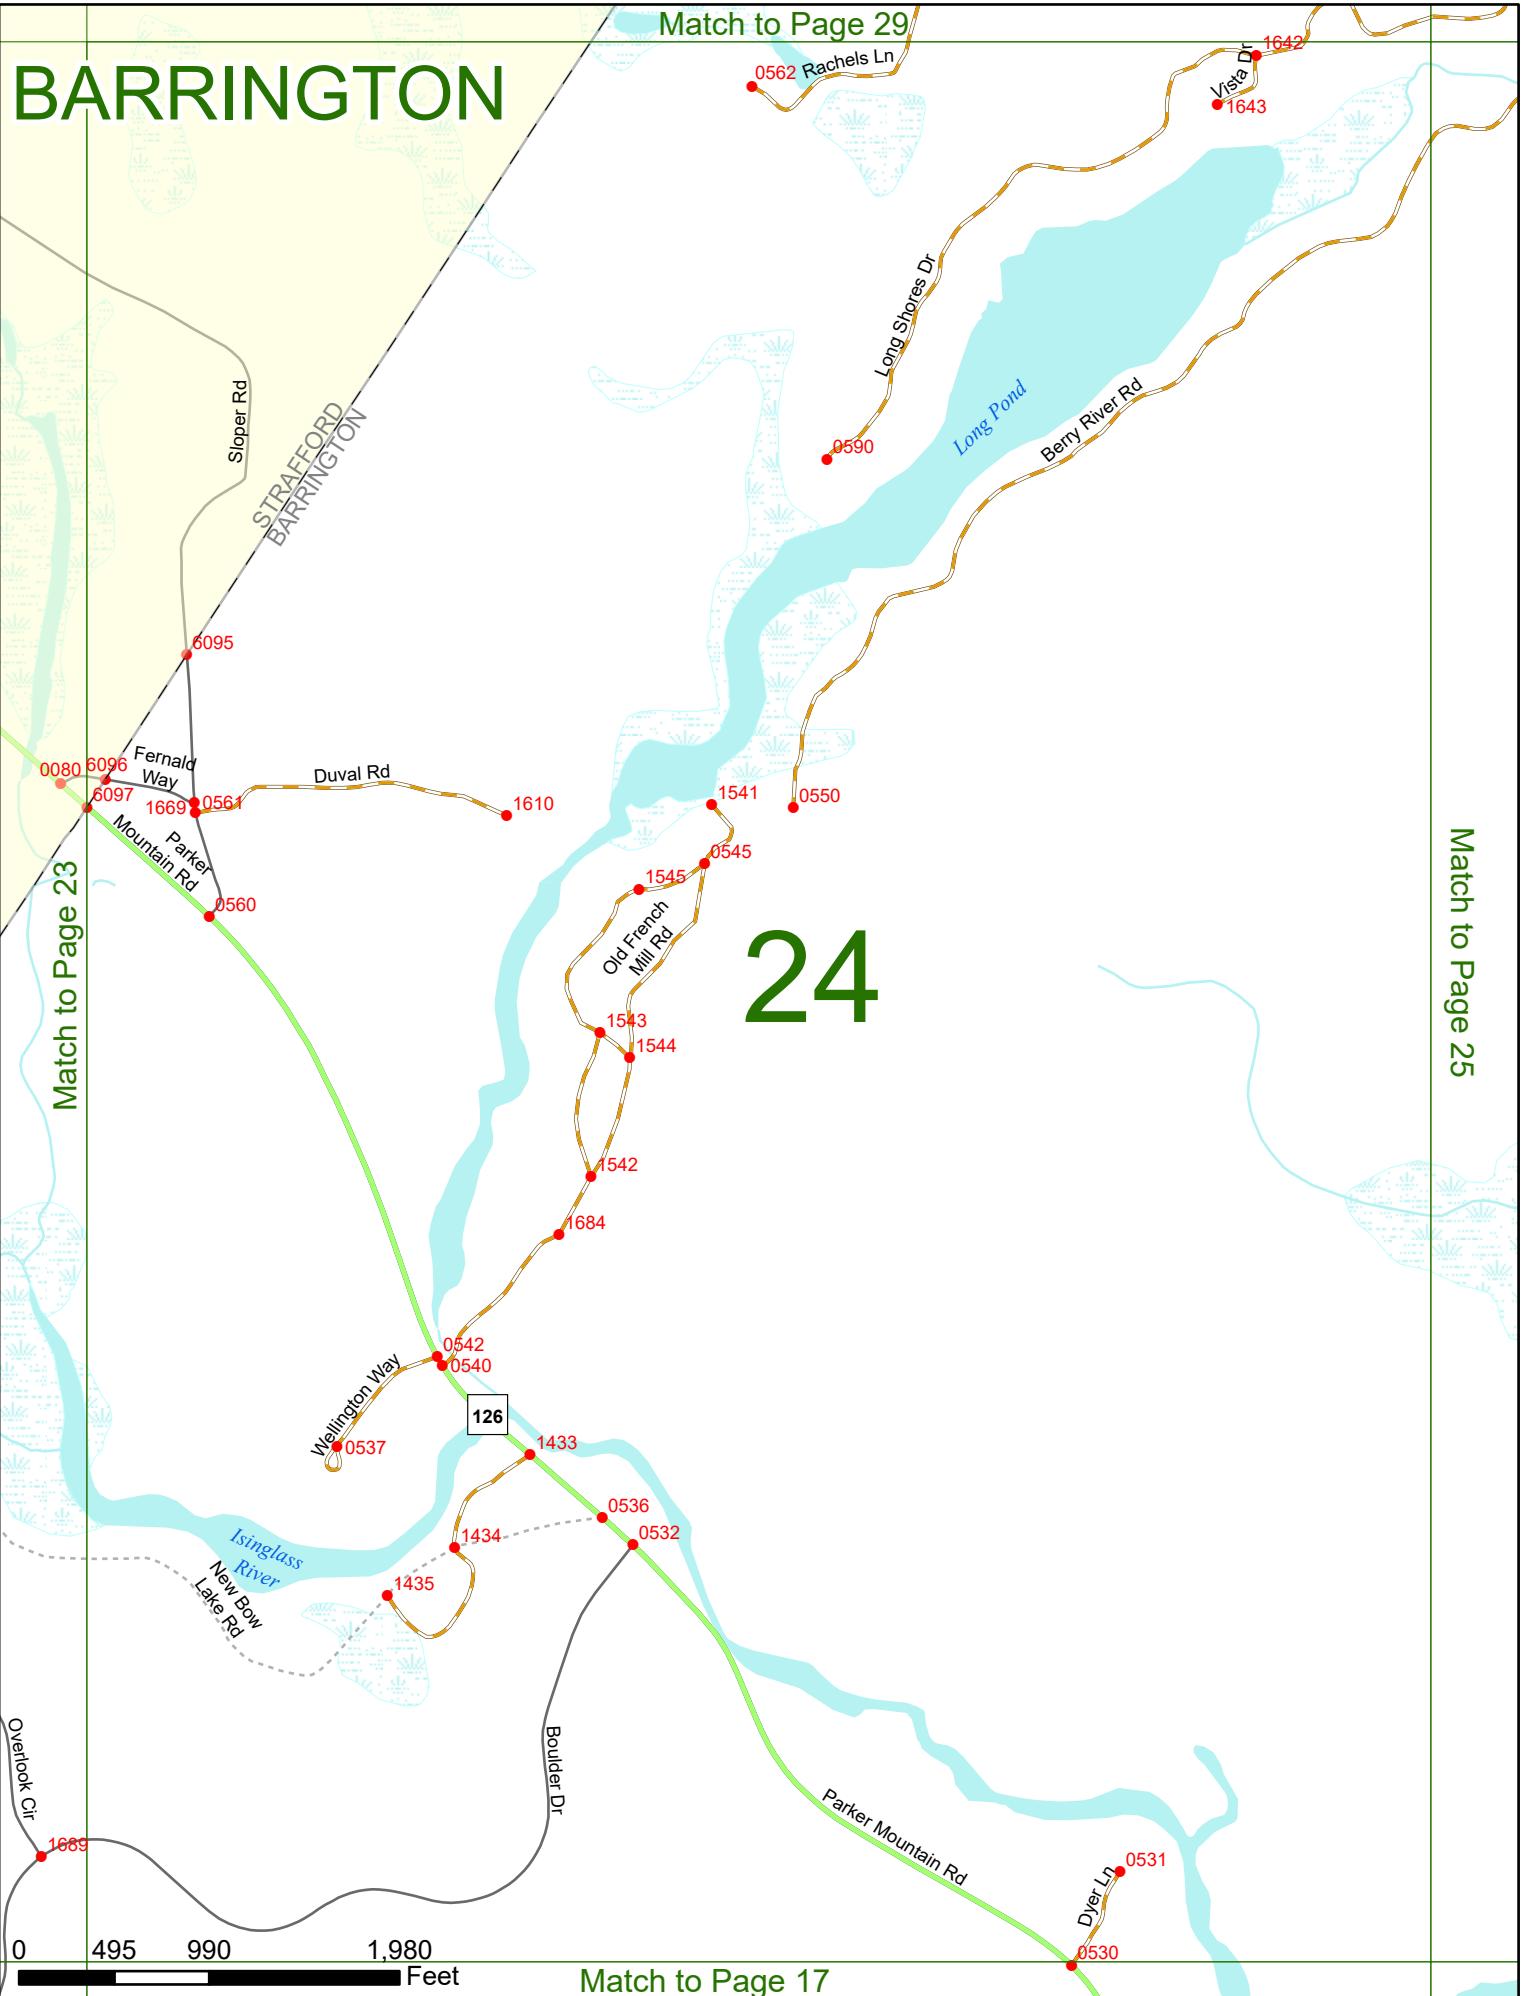 Match to Page 29
BARRINGTON
0562
Rachels Ln
1642
Vista Dr
1643
Long Shores Dr
Sloper Rd
STRAFFORD
BARRINGTON
Long Pond
Berry River Rd
0590
6095
0080
6096
Fernald
Way
Duval Rd
6097
1669
0561
1610
1541
0550
Parker
Mountain Rd
0545
1545
Match to Page 23
0560
Old French
Mill Rd
24
Match to Page 25
1543
1544
1542
1684
0542
0540
Wellington Way
126
0537
1433
0536
0532
1434
Isinglass
River
New Bow
Lake Rd
1435
Overlook Cir
Boulder Dr
1689
Parker Mountain Rd
0531
Dyer Ln
0530
0 495 990 1,980
Feet
Match to Page 17